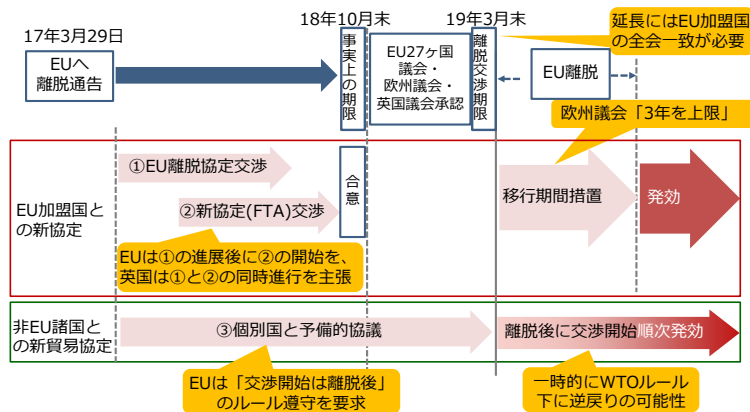 17年3月29日
18年10月末
19年3月末
延長にはEU加盟国
の全会一致が必要
EUへ
離脱通告
事実上の期限
EU27ヶ国
議会・
欧州議会・
英国議会承認
離脱交渉期限
EU離脱
欧州議会「3年を上限」
EU加盟国と
の新協定
①EU離脱協定交渉
②新協定(FTA)交渉
合意
移行期間措置
発効
EUは①の進展後に②の開始を、
英国は①と②の同時進行を主張
非EU諸国と
の新貿易協定
③個別国と予備的協議
離脱後に交渉開始順次発効
EUは「交渉開始は離脱後」
のルール遵守を要求
一時的にWTOルール
下に逆戻りの可能性